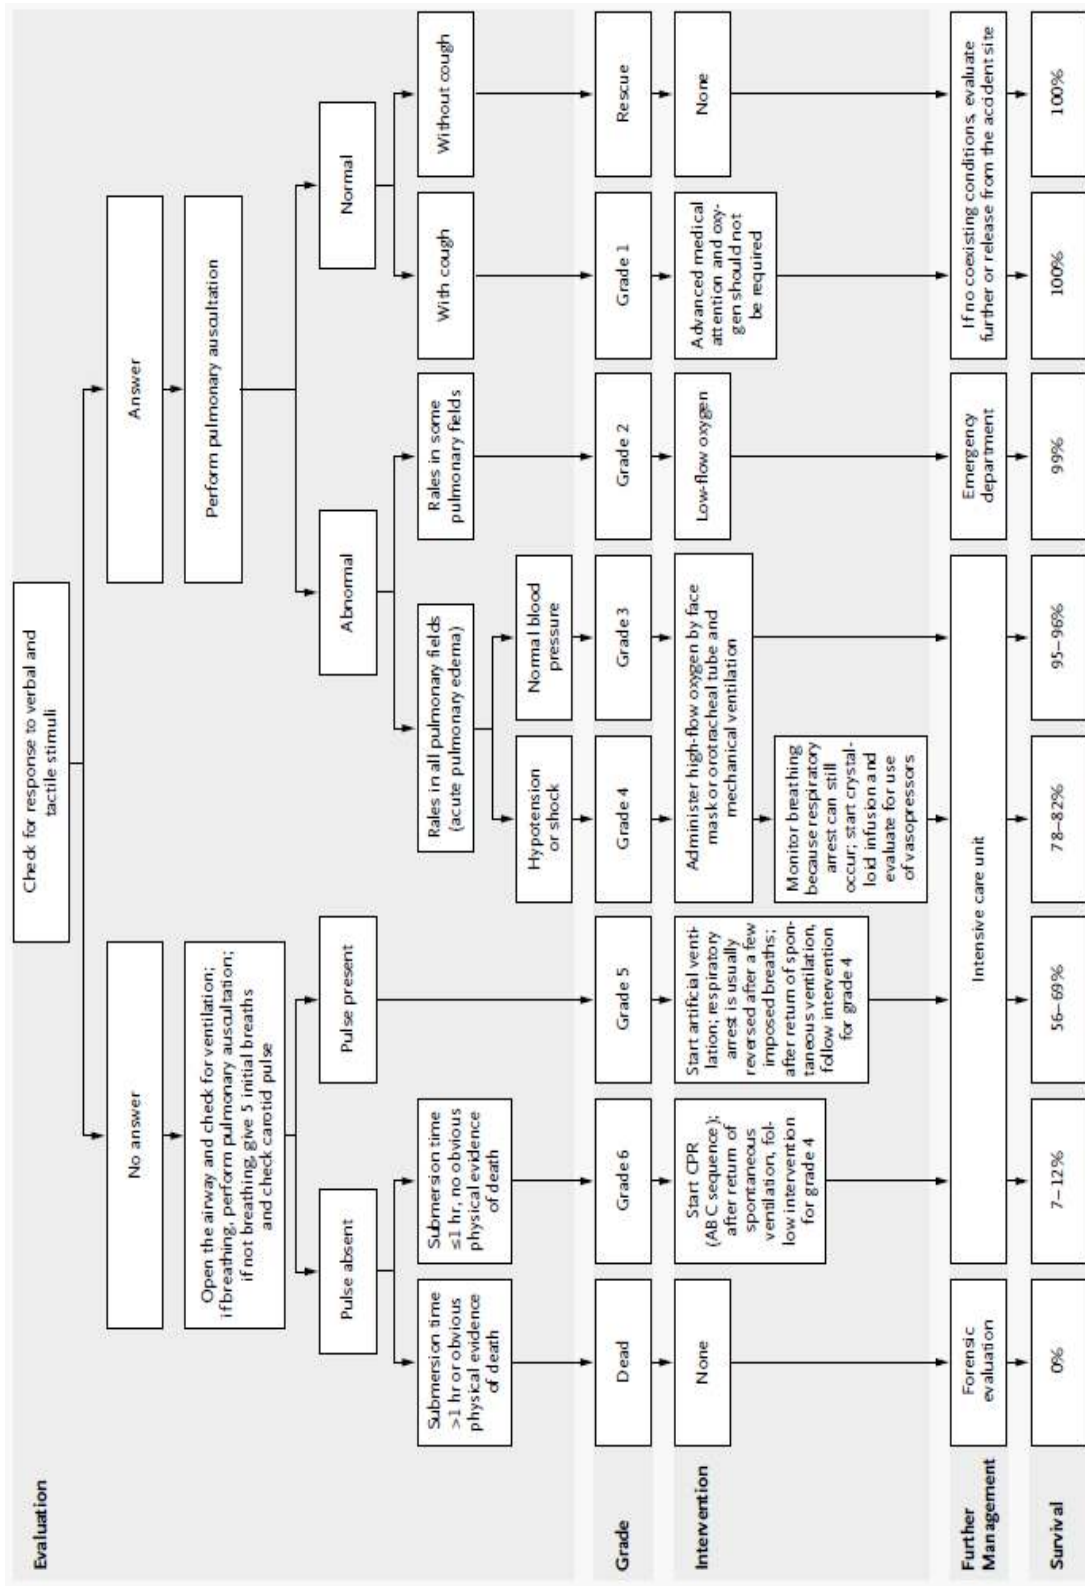 Evaluation
Check for response to verbal and
tactile stimuli
No answer
Answer
Open the airway and check for ventilation;
if breathing, perform pulmonary auscultation;
if not breathing, give 5 initial breaths
and check carotid pulse
Perform pulmonary auscultation
Pulse absent
Pulse present
Abnormal
Normal
Submersion time
>1 hr or obvious
physical evidence
of death
Submersion time
≤1 hr, no obvious
physical evidence
of death
Rales in all pulmonary fields
(acute pulmonary edema)
Rales in some
pulmonary fields
With cough
Without cough
Hypotension
or shock
Normal blood
pressure
Grade
Dead
Grade 6
Grade 5
Grade 4
Grade 3
Grade 2
Grade 1
Rescue
Intervention
None
Start CPR
(ABC sequence);
after return of
spontaneous
ventilation, fol-
low intervention
for grade 4
Start artificial venti-
lation; respiratory
arrest is usually
reversed after a few
imposed breaths;
after return of spon-
taneous ventilation,
follow intervention
for grade 4
Administer high-flow oxygen by face
mask or orotracheal tube and
mechanical ventilation
Monitor breathing
because respiratory
arrest can still
occur; start crystal-
loid infusion and
evaluate for use
of vasopressors
Low-flow oxygen
Advanced medical
attention and oxy-
gen should not
be required
None
Further
Management
Forensic
evaluation
Intensive care unit
Emergency
department
If no coexisting conditions, evaluate
further or release from the accident site
Survival
0%
7–12%
56–69%
78–82%
95–96%
99%
100%
100%